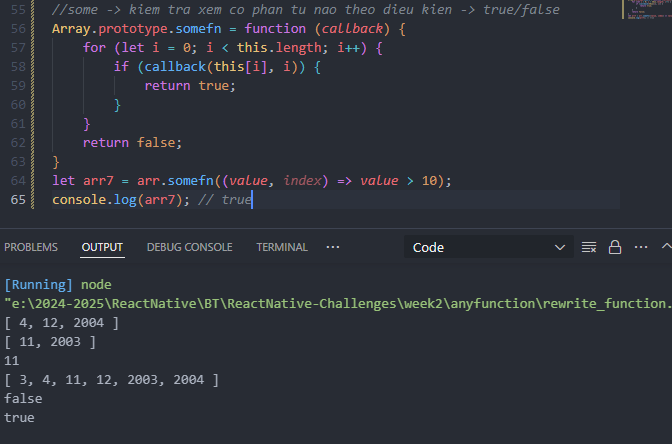 55 //some -> kiem tra xem co phan tu nao theo dieu kien -> true/false
56 Array.prototype.somefn = function (callback) {
57 for (let i = 0; i < this.length; i++) {
58 if (callback(this[i], i)) {
59 return true;
60 }
61 }
62 return false;
63 }
64 let arr7 = arr.somefn((value, index) => value > 10);
65 console.log(arr7); // true
PROBLEMS OUTPUT DEBUG CONSOLE TERMINAL ··· Code ···
[Running] node
"e:\2024-2025\ReactNative\BT\ReactNative-Challenges\week2\anyfunction\rewrite_function.
[ 4, 12, 2004 ]
[ 11, 2003 ]
11
[ 3, 4, 11, 12, 2003, 2004 ]
false
true